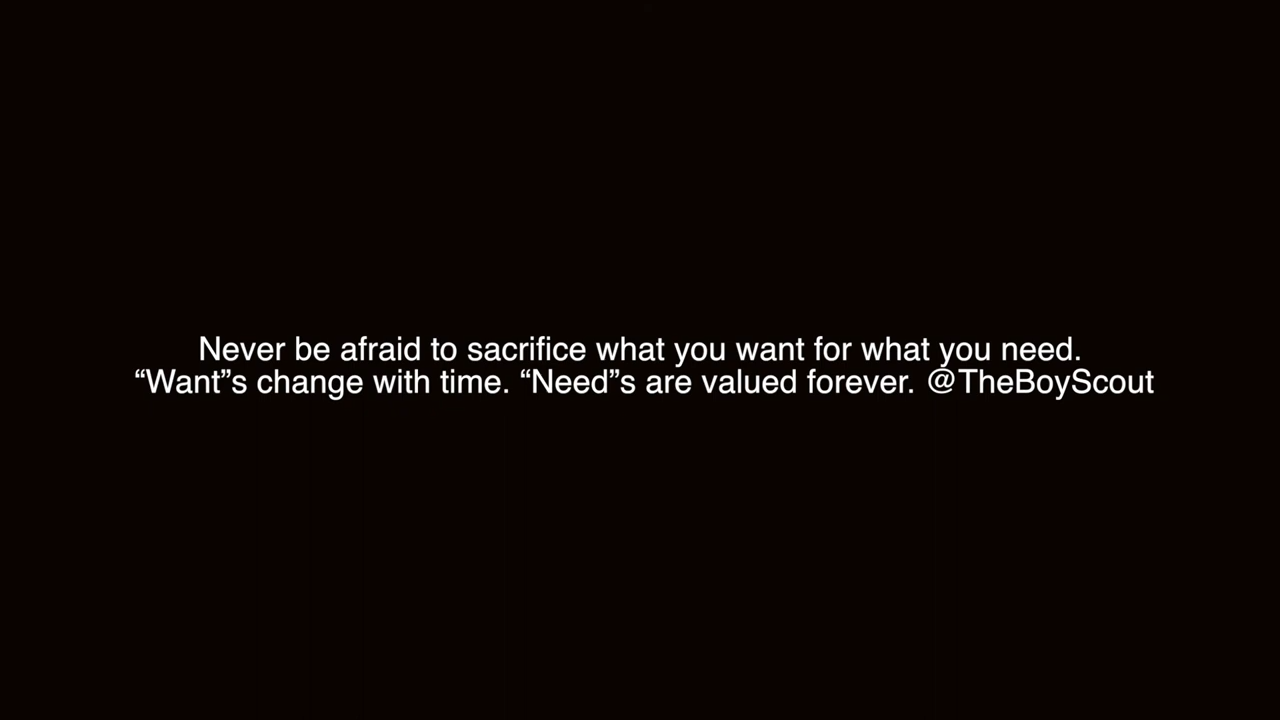 Never be afraid to sacrifice what you want for what you need.
“Want”s change with time. “Need”s are valued forever. @TheBoyScout